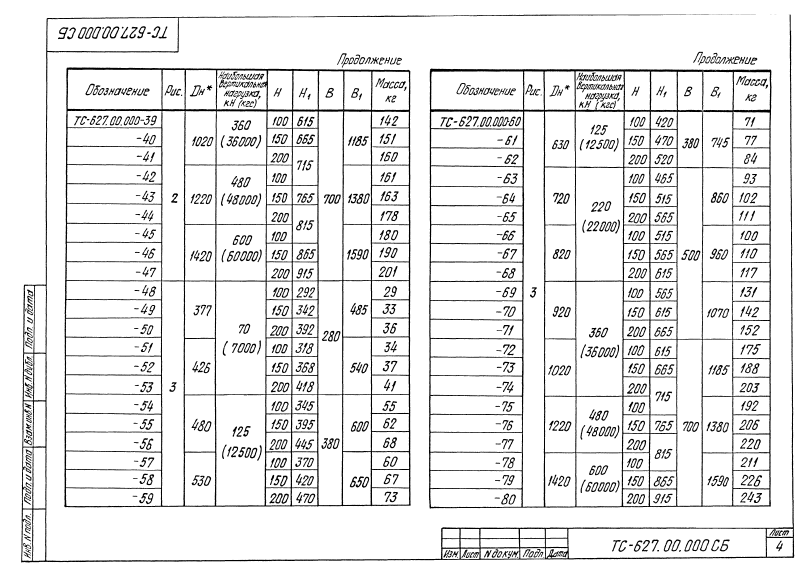 ТС-627.00.000 СБ
Продолжение
Обозначение Рис. Dн* Наибольшая вертикальная нагрузка, кН (кгс) H H₁ B B₁ Масса, кг
ТС-627.00.000-39 2 1020 360 (36000) 100 615 700 1185 142
-40 150 665 151
-41 200 715 160
-42 1220 480 (48000) 100 1380 161
-43 150 765 163
-44 200 815 178
-45 1420 600 (60000) 100 1590 180
-46 150 865 190
-47 200 915 201
-48 3 377 70 (7000) 100 292 280 485 29
-49 150 342 33
-50 200 392 36
-51 426 100 318 540 34
-52 150 368 37
-53 200 418 41
-54 480 125 (12500) 100 345 380 600 55
-55 150 395 62
-56 200 445 68
-57 530 100 370 650 60
-58 150 420 67
-59 200 470 73
Продолжение
Обозначение Рис. Dн* Наибольшая вертикальная нагрузка, кН (кгс) H H₁ B B₁ Масса, кг
ТС-627.00.000-60 3 630 125 (12500) 100 420 380 745 71
-61 150 470 77
-62 200 520 84
-63 720 220 (22000) 100 465 500 860 93
-64 150 515 102
-65 200 565 111
-66 820 100 515 960 100
-67 150 565 110
-68 200 615 117
-69 920 360 (36000) 100 565 700 1070 131
-70 150 615 142
-71 200 665 152
-72 1020 100 615 1185 175
-73 150 665 188
-74 200 715 203
-75 1220 480 (48000) 100 1380 192
-76 150 765 206
-77 200 815 220
-78 1420 600 (60000) 100 1590 211
-79 150 865 226
-80 200 915 243
Инв. N подл. Подп. и дата Взам инв. N Инв. N дубл. Подп. и дата
Изм. Лист N докум. Подп. Дата
ТС-627.00.000 СБ
Лист
4